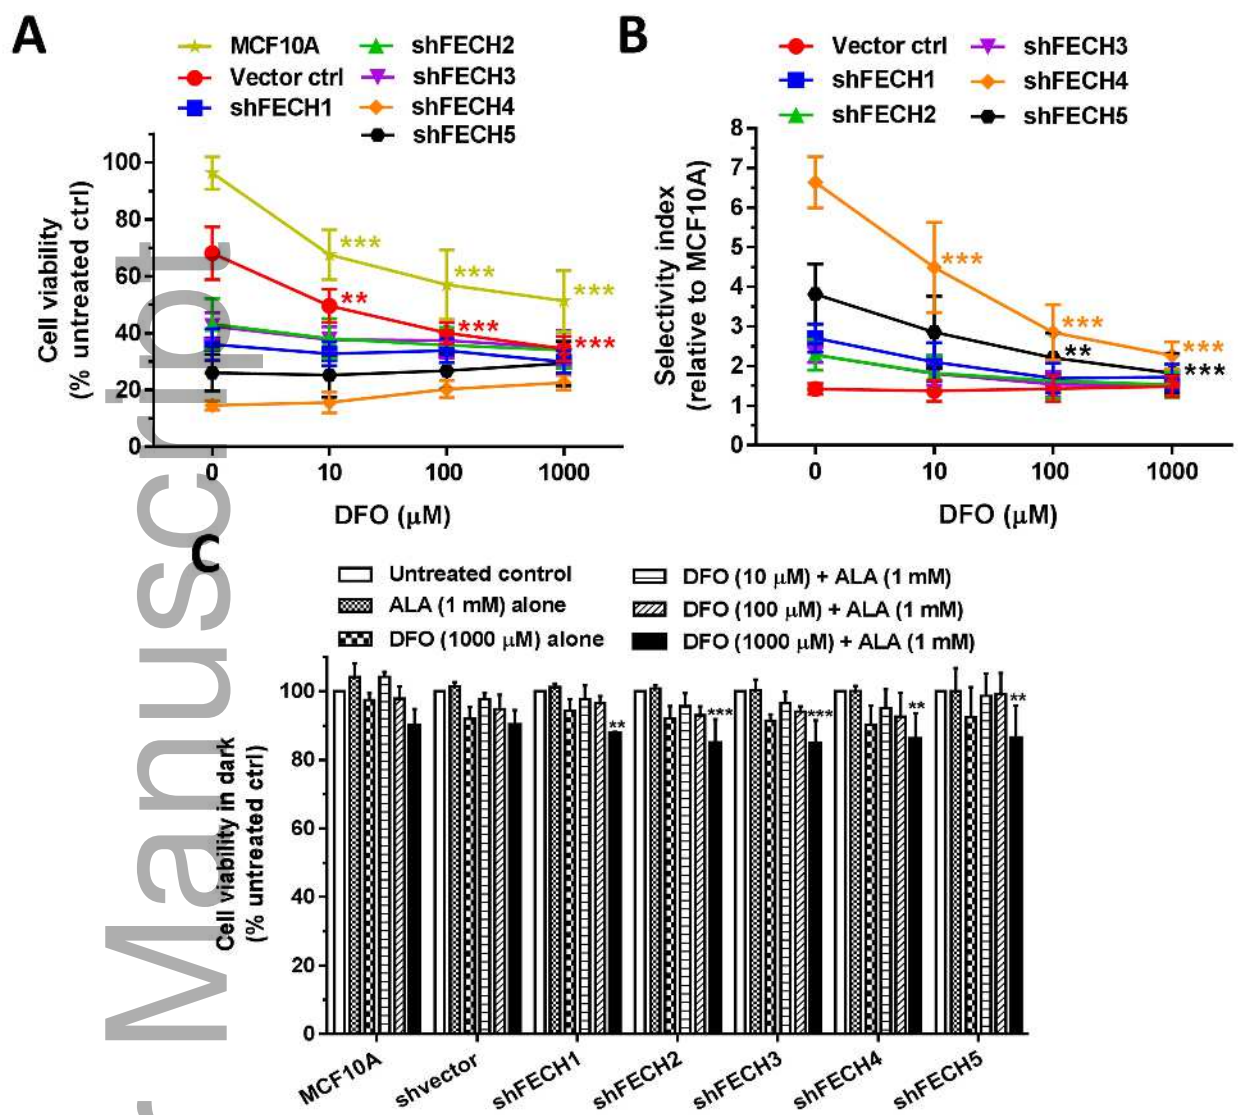 A
MCF10A
Vector ctrl
shFECH1
shFECH2
shFECH3
shFECH4
shFECH5
Cell viability
(% untreated ctrl)
100
80
60
40
20
0
***
***
***
**
***
***
0 10 100 1000
DFO (μM)
B
Vector ctrl
shFECH1
shFECH2
shFECH3
shFECH4
shFECH5
Selectivity index
(relative to MCF10A)
8
7
6
5
4
3
2
1
0
***
***
***
**
***
0 10 100 1000
DFO (μM)
C
Untreated control
ALA (1 mM) alone
DFO (1000 μM) alone
DFO (10 μM) + ALA (1 mM)
DFO (100 μM) + ALA (1 mM)
DFO (1000 μM) + ALA (1 mM)
Cell viability in dark
(% untreated ctrl)
100
80
60
40
20
0
**
***
***
**
**
MCF10A shvector shFECH1 shFECH2 shFECH3 shFECH4 shFECH5
Manuscript